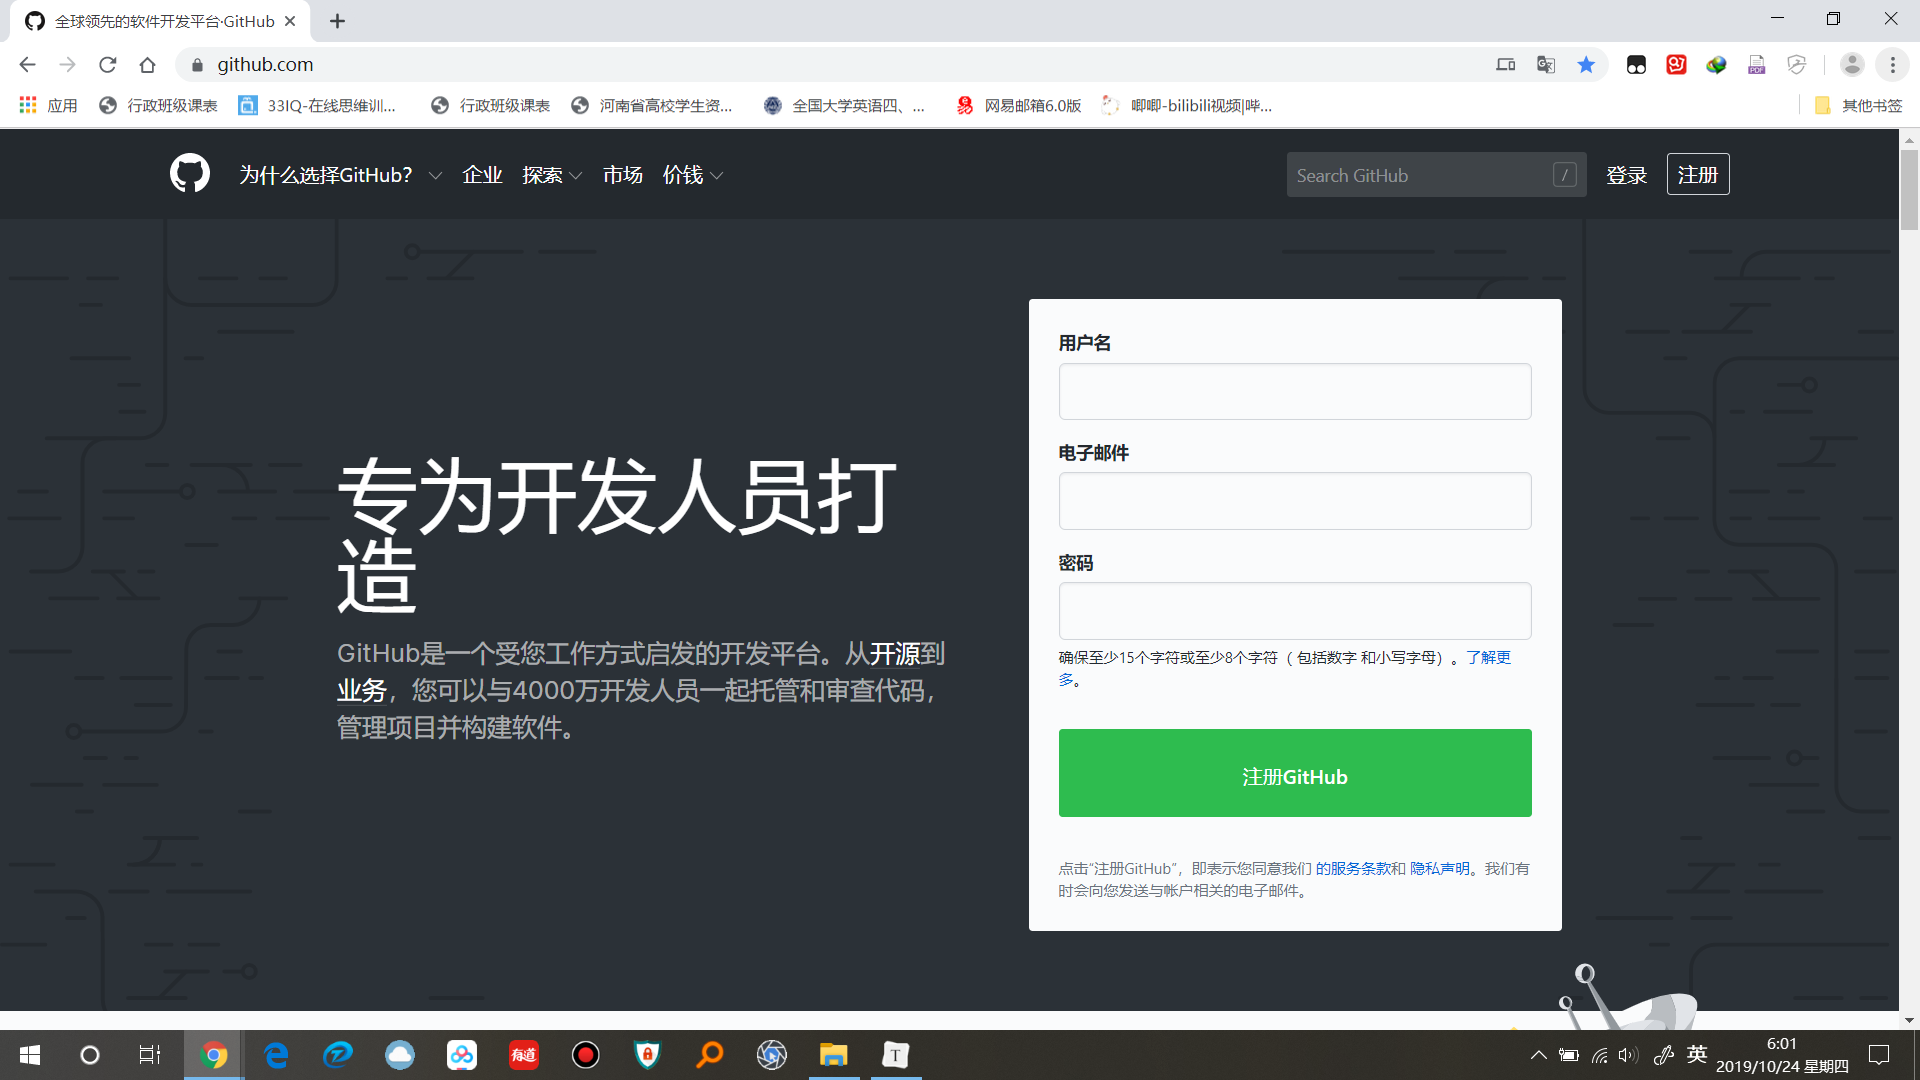 全球领先的软件开发平台·GitHub
github.com
应用
行政班级课表
33IQ-在线思维训...
行政班级课表
河南省高校学生资...
全国大学英语四、...
网易邮箱6.0版
唧唧-bilibili视频|哔...
其他书签
为什么选择GitHub?
企业
探索
市场
价钱
Search GitHub
/
登录
注册
专为开发人员打
造
GitHub是一个受您工作方式启发的开发平台。从开源到
业务，您可以与4000万开发人员一起托管和审查代码，
管理项目并构建软件。
用户名
电子邮件
密码
确保至少15个字符或至少8个字符（ 包括数字 和小写字母）。了解更
多。
注册GitHub
点击“注册GitHub”，即表示您同意我们 的服务条款和 隐私声明。我们有
时会向您发送与帐户相关的电子邮件。
有道
T
英
6:01
2019/10/24 星期四